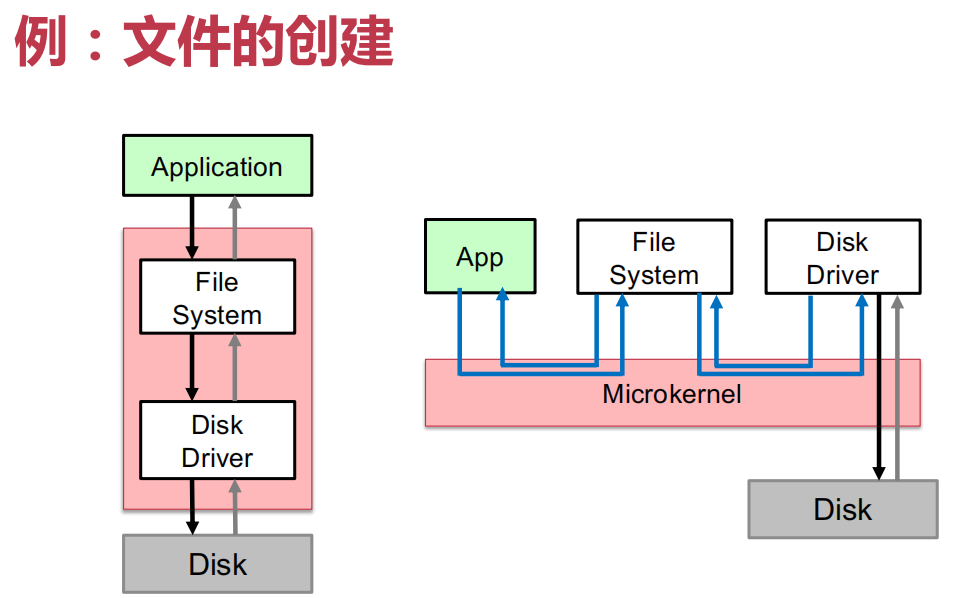 例：文件的创建
Application
File
System
Disk
Driver
Disk
App
File
System
Disk
Driver
Microkernel
Disk